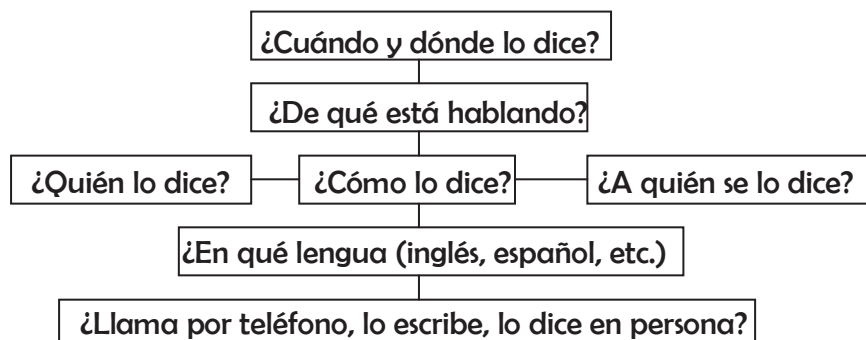 ¿Cuándo y dónde lo dice?
¿De qué está hablando?
¿Quién lo dice?
¿Cómo lo dice?
¿A quién se lo dice?
¿En qué lengua (inglés, español, etc.)
¿Llama por teléfono, lo escribe, lo dice en persona?